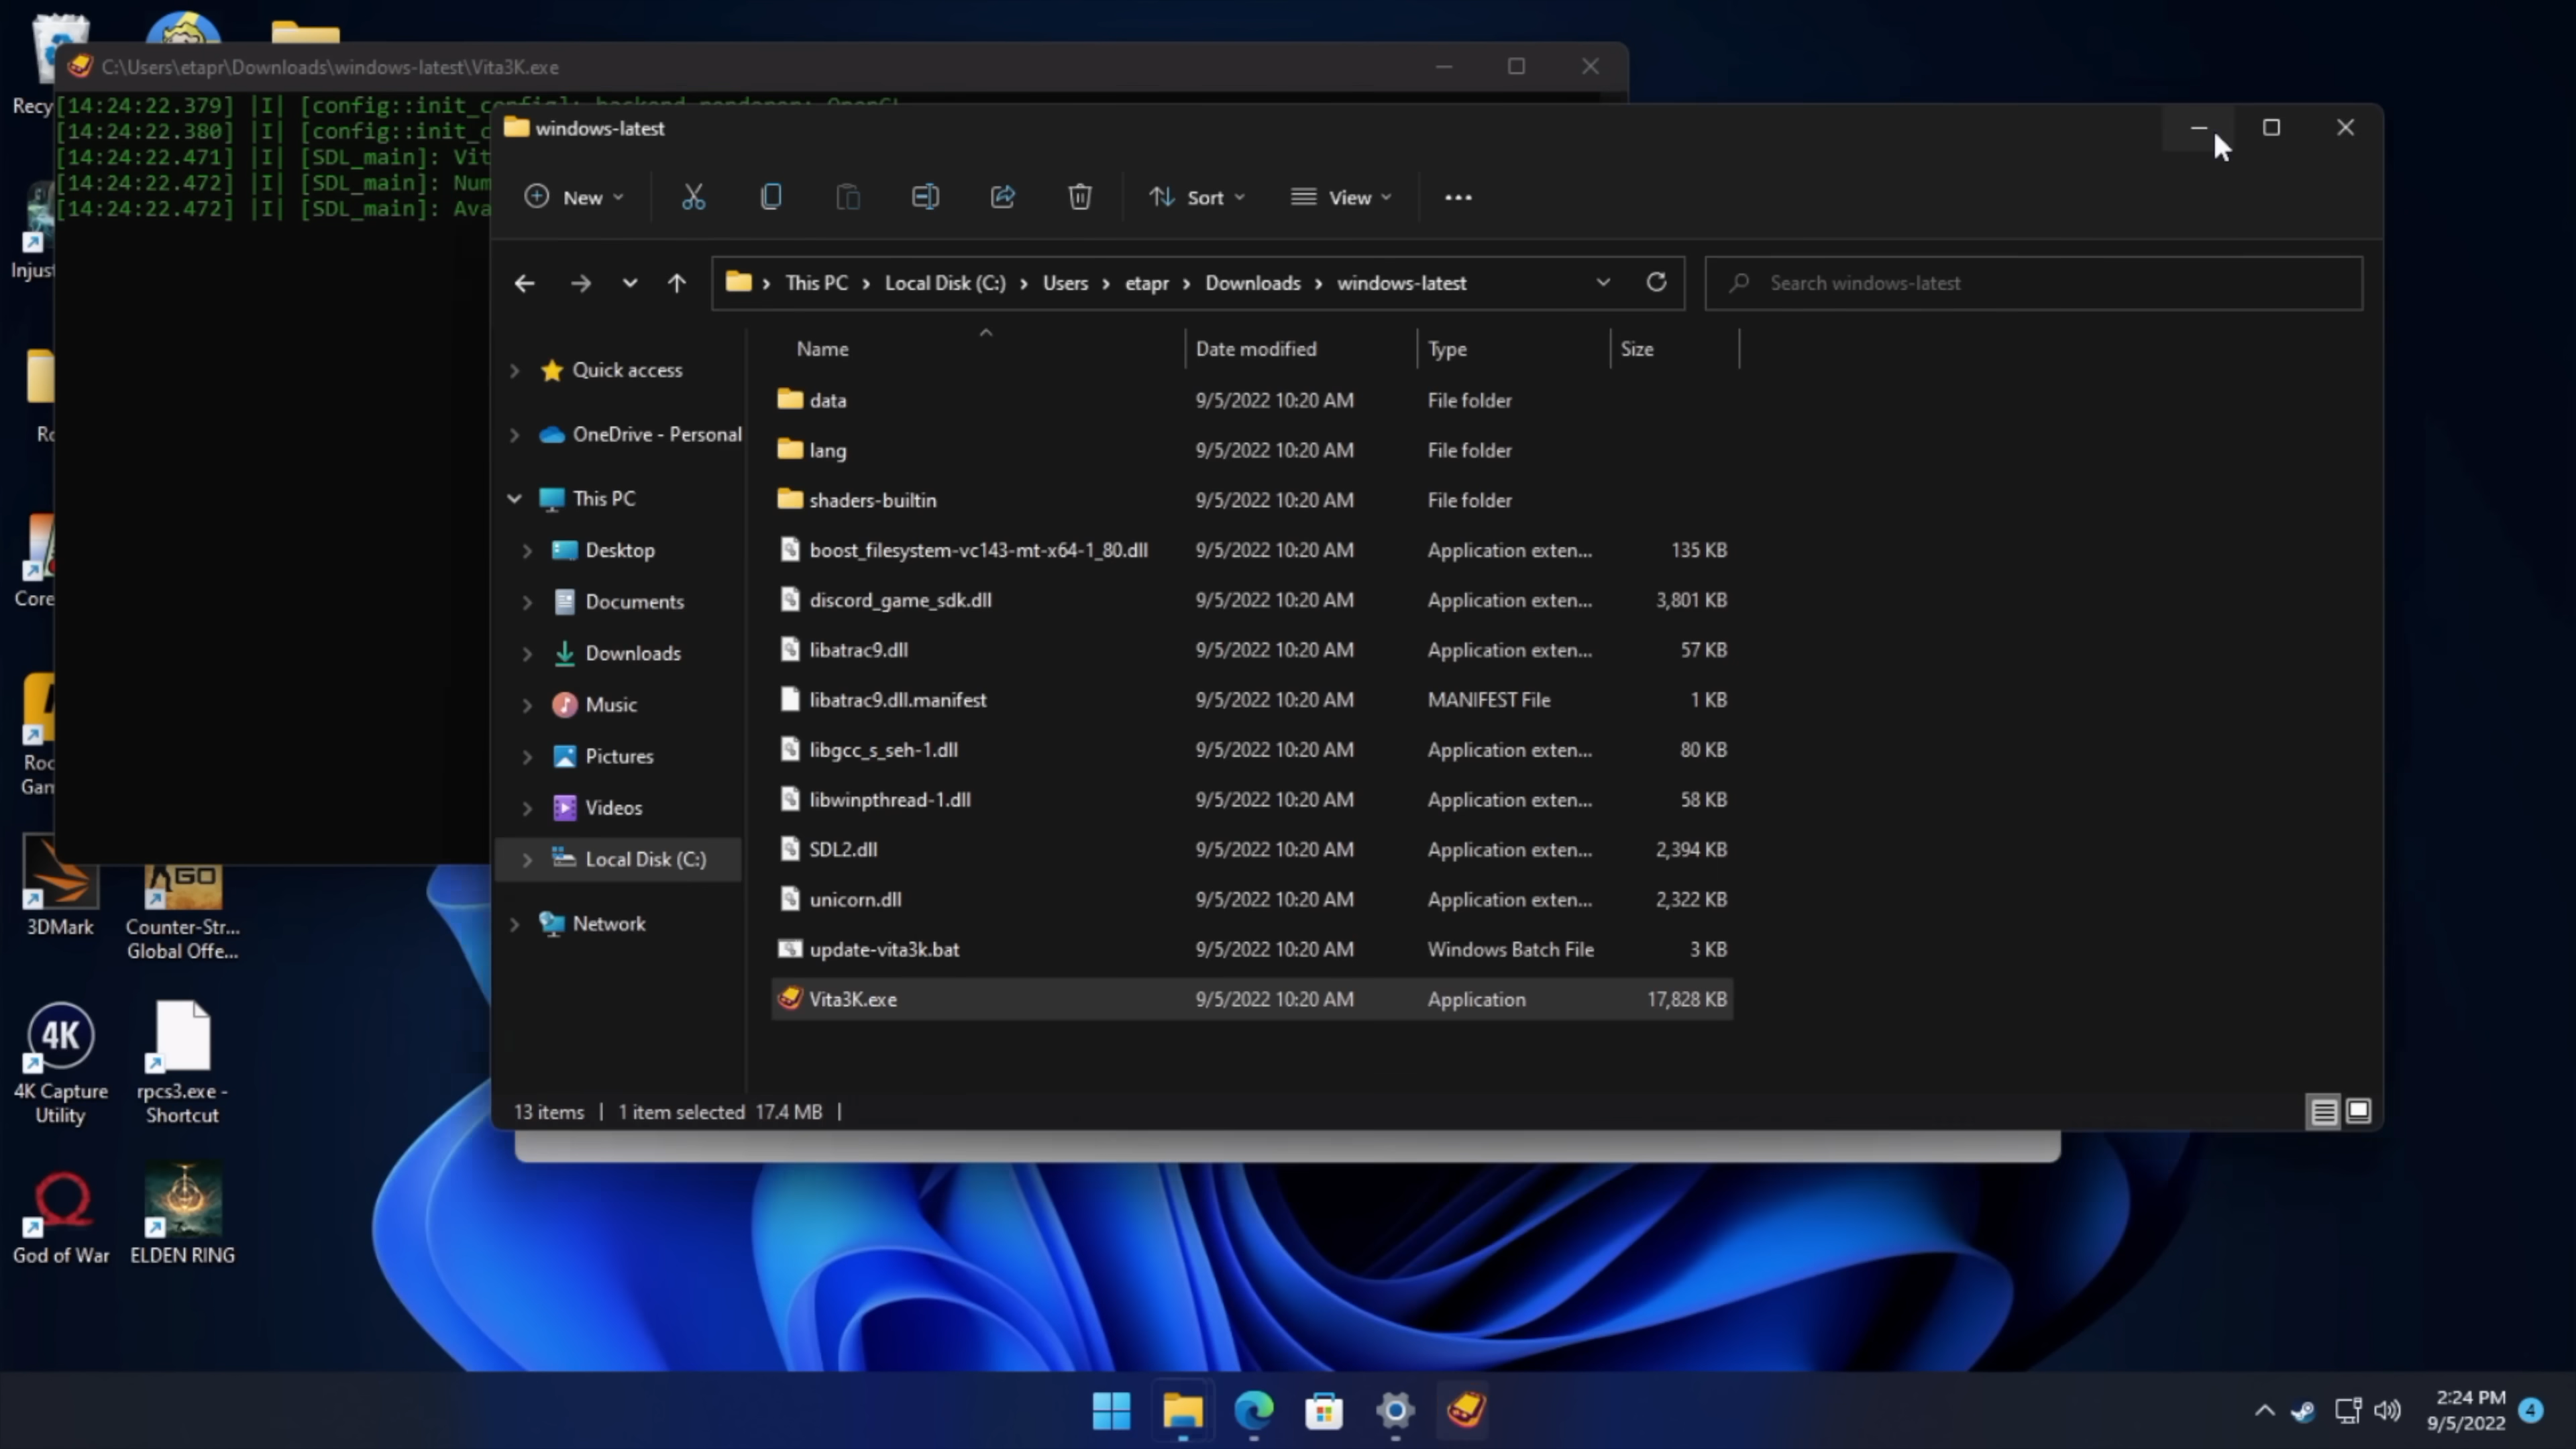 Recy
C:\Users\etapr\Downloads\windows-latest\Vita3K.exe
[14:24:22.379] |I| [config::init_config]: backend-renderer: OpenGL
[14:24:22.380] |I| [config::init_c
[14:24:22.471] |I| [SDL_main]: Vit
[14:24:22.472] |I| [SDL_main]: Num
[14:24:22.472] |I| [SDL_main]: Ava
windows-latest
New
Sort
View
This PC > Local Disk (C:) > Users > etapr > Downloads > windows-latest
Search windows-latest
Name Date modified Type Size
Quick access
OneDrive - Personal
This PC
Desktop
Documents
Downloads
Music
Pictures
Videos
Local Disk (C:)
Network
data 9/5/2022 10:20 AM File folder
lang 9/5/2022 10:20 AM File folder
shaders-builtin 9/5/2022 10:20 AM File folder
boost_filesystem-vc143-mt-x64-1_80.dll 9/5/2022 10:20 AM Application exten... 135 KB
discord_game_sdk.dll 9/5/2022 10:20 AM Application exten... 3,801 KB
libatrac9.dll 9/5/2022 10:20 AM Application exten... 57 KB
libatrac9.dll.manifest 9/5/2022 10:20 AM MANIFEST File 1 KB
libgcc_s_seh-1.dll 9/5/2022 10:20 AM Application exten... 80 KB
libwinpthread-1.dll 9/5/2022 10:20 AM Application exten... 58 KB
SDL2.dll 9/5/2022 10:20 AM Application exten... 2,394 KB
unicorn.dll 9/5/2022 10:20 AM Application exten... 2,322 KB
update-vita3k.bat 9/5/2022 10:20 AM Windows Batch File 3 KB
Vita3K.exe 9/5/2022 10:20 AM Application 17,828 KB
13 items | 1 item selected 17.4 MB |
Injust
Ro
Core
Roc
Gam
3DMark
GO
Counter-Str...
Global Offe...
4K
4K Capture
Utility
rpcs3.exe -
Shortcut
God of War
ELDEN RING
2:24 PM
9/5/2022
4